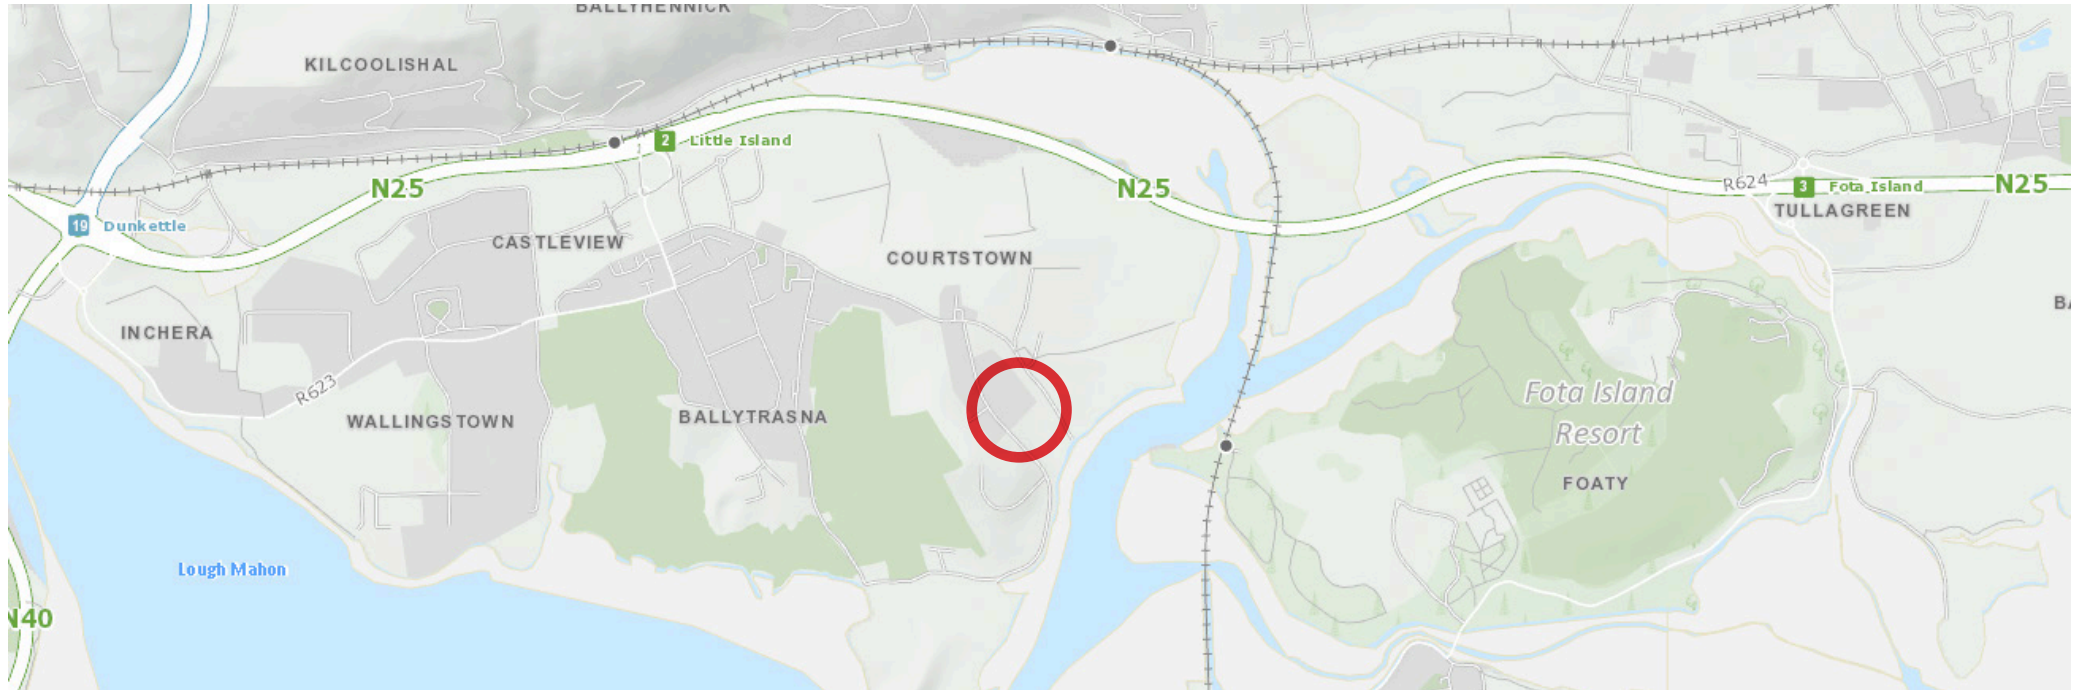 BALLYHENNICK
KILCOOLISHAL
2 Little Island
N25
N25
R624
3 Fota Island
N25
TULLAGREEN
19 Dunkettle
CASTLEVIEW
COURTSTOWN
INCHERA
R623
WALLINGSTOWN
BALLYTRASNA
Fota Island
Resort
FOATY
Lough Mahon
N40